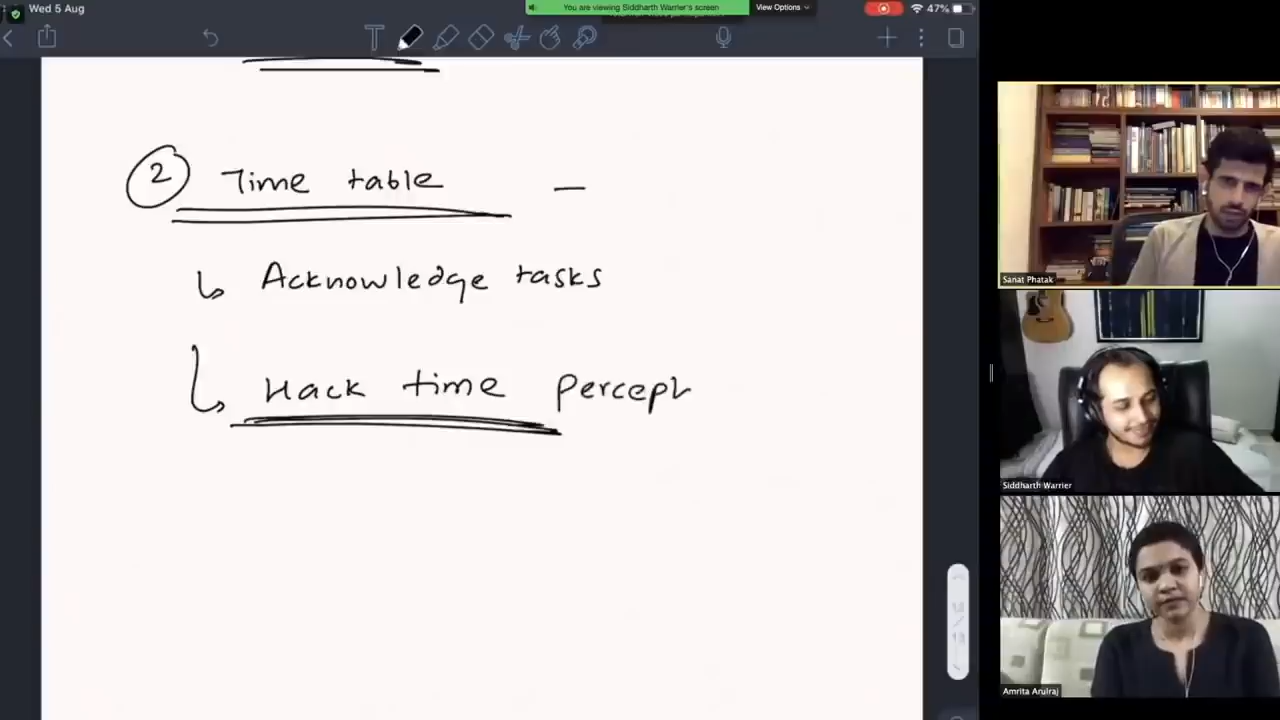 Wed 5 Aug
You are viewing Siddharth Warrier's screen
View Options
47%
② Time table —
↳ Acknowledge tasks
↳ Hack time percept
Sanat Phatak
Siddharth Warrier
Amrita Arulraj